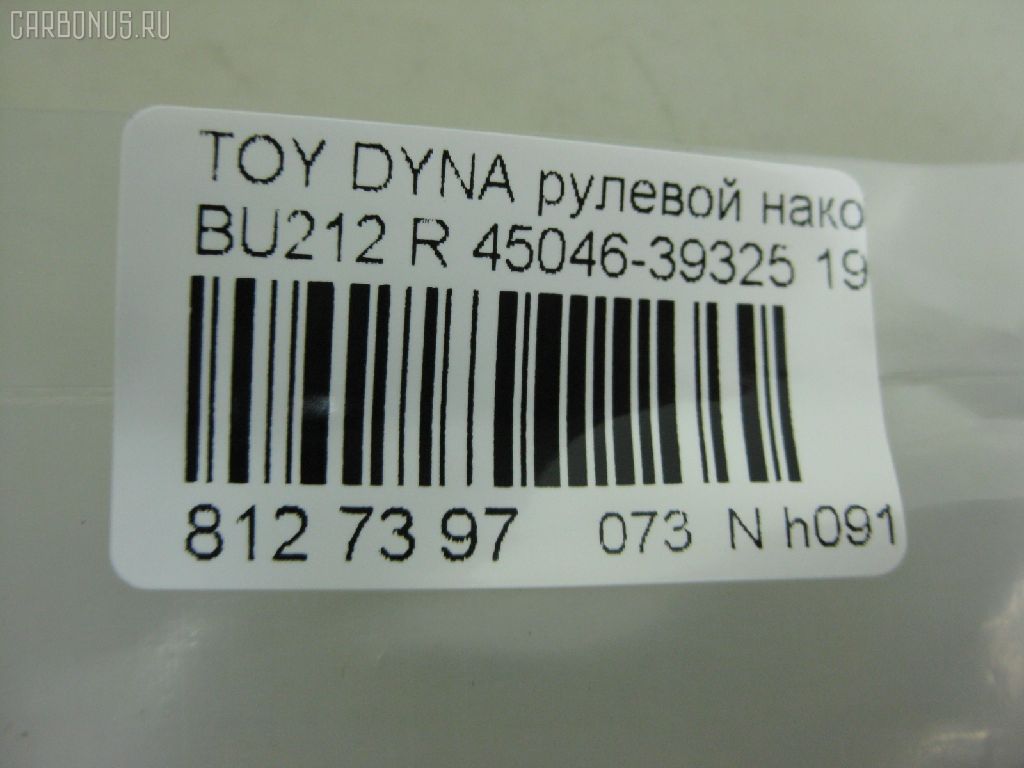 CARBONUS.RU
TOY DYNA рулевой нако
BU212 R 45046-39325 19
812 73 97 073 N h091